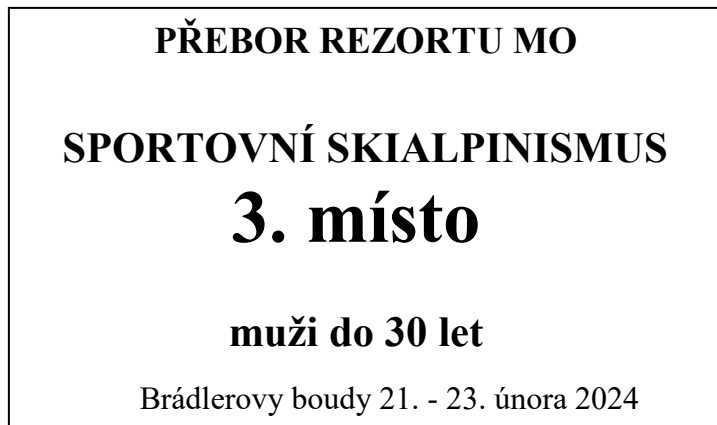 PŘEBOR REZORTU MO
SPORTOVNÍ SKIALPINISMUS
3. místo
muži do 30 let
Brádlerovy boudy 21. - 23. února 2024